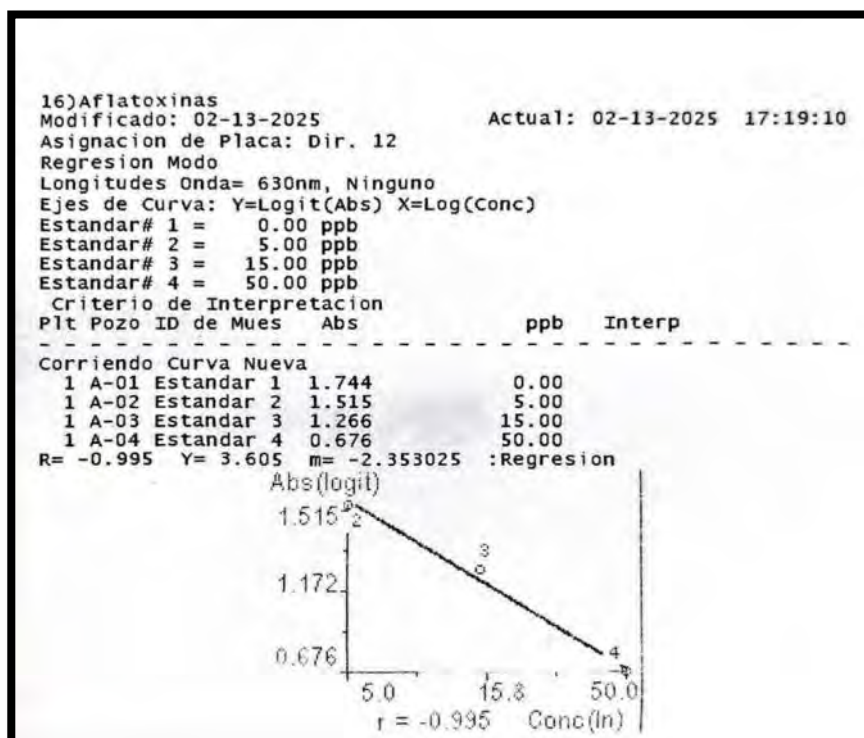 16)Aflatoxinas
Modificado: 02-13-2025 Actual: 02-13-2025 17:19:10
Asignacion de Placa: Dir. 12
Regresion Modo
Longitudes Onda= 630nm, Ninguno
Ejes de Curva: Y=Logit(Abs) X=Log(Conc)
Estandar# 1 = 0.00 ppb
Estandar# 2 = 5.00 ppb
Estandar# 3 = 15.00 ppb
Estandar# 4 = 50.00 ppb
Criterio de Interpretacion
Plt Pozo ID de Mues Abs ppb Interp
Corriendo Curva Nueva
1 A-01 Estandar 1 1.744 0.00
1 A-02 Estandar 2 1.515 5.00
1 A-03 Estandar 3 1.266 15.00
1 A-04 Estandar 4 0.676 50.00
R= -0.995 Y= 3.605 m= -2.353025 :Regresion
Abs(logit)
1.515 2
3
1.172
0.676 4
5.0 15.8 50.0
r = -0.995 Conc(ln)